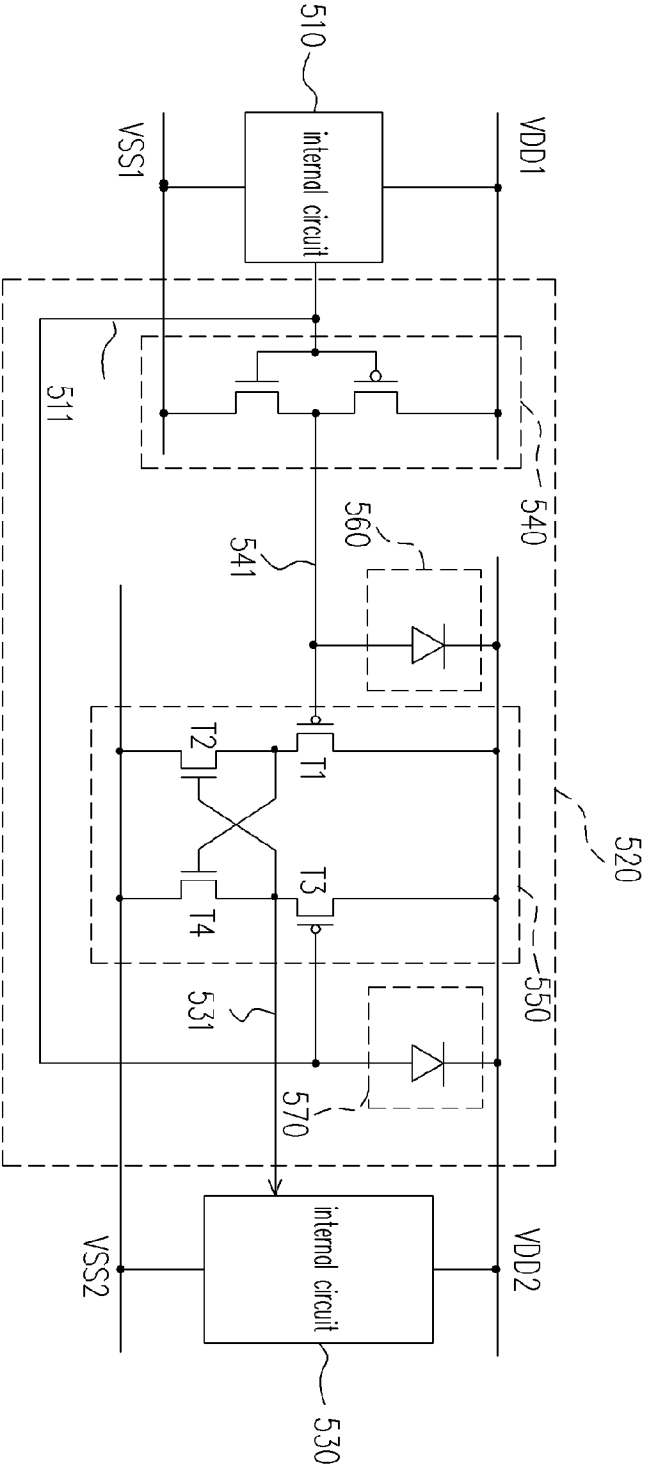 510
VSS1
internal circuit
VDD1
511
540
541
560
T2
T1
T4
T3
520
550
531
570
VSS2
internal circuit
VDD2
530